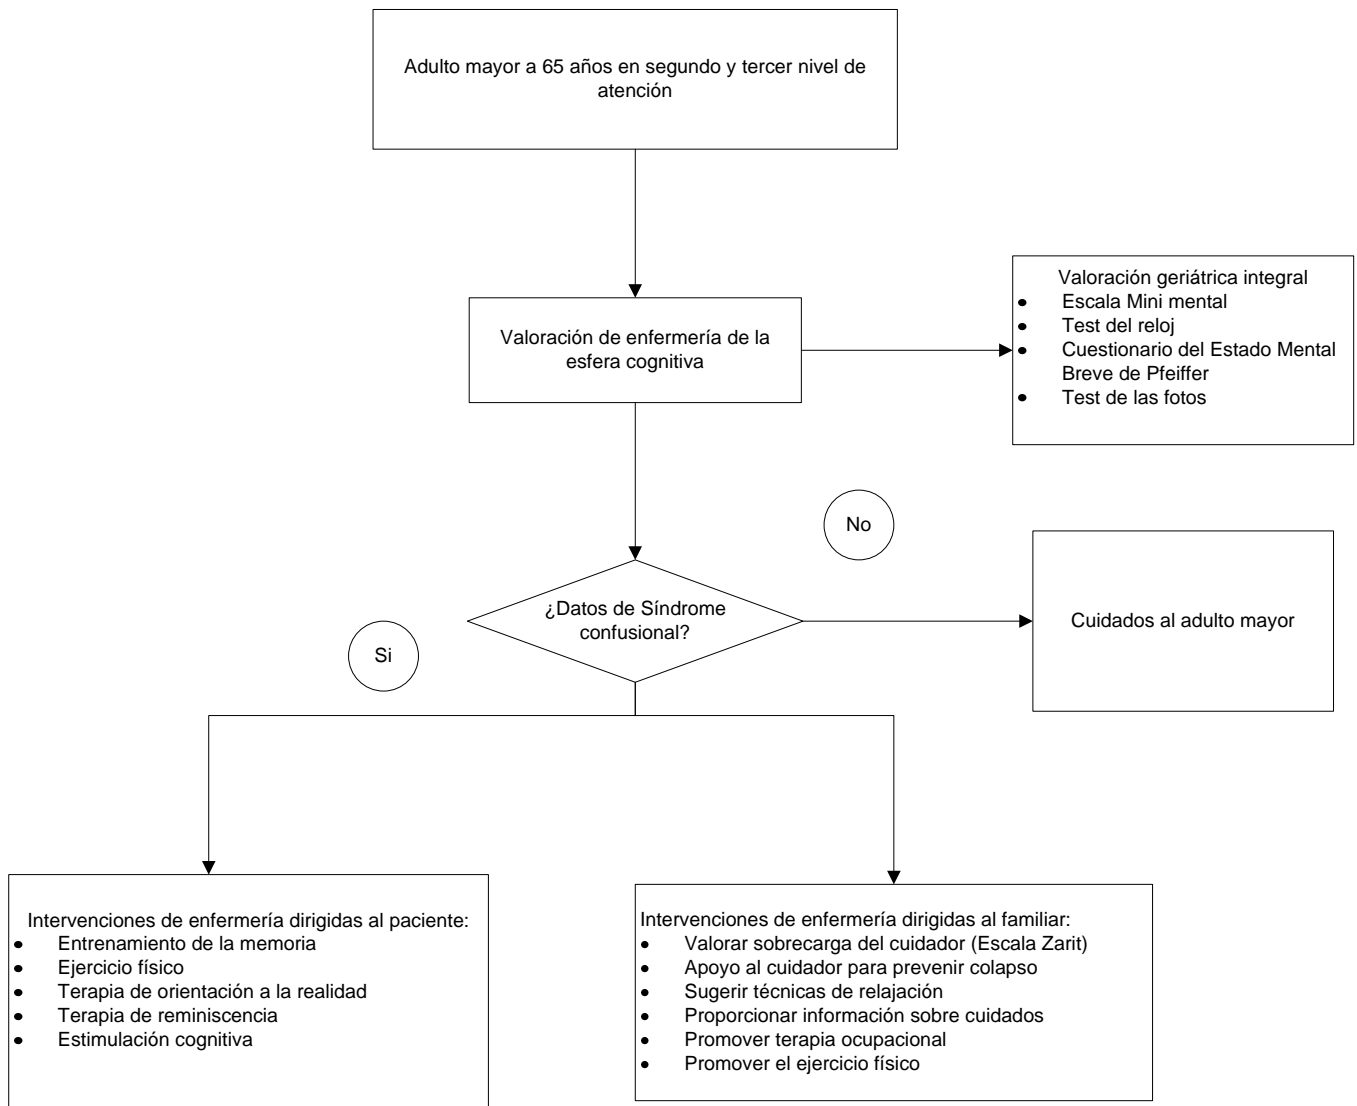 Adulto mayor a 65 años en segundo y tercer nivel de
atención
Valoración de enfermería de la
esfera cognitiva
Valoración geriátrica integral
• Escala Mini mental
• Test del reloj
• Cuestionario del Estado Mental
Breve de Pfeiffer
• Test de las fotos
No
¿Datos de Síndrome
confusional?
Cuidados al adulto mayor
Si
Intervenciones de enfermería dirigidas al paciente:
• Entrenamiento de la memoria
• Ejercicio físico
• Terapia de orientación a la realidad
• Terapia de reminiscencia
• Estimulación cognitiva
Intervenciones de enfermería dirigidas al familiar:
• Valorar sobrecarga del cuidador (Escala Zarit)
• Apoyo al cuidador para prevenir colapso
• Sugerir técnicas de relajación
• Proporcionar información sobre cuidados
• Promover terapia ocupacional
• Promover el ejercicio físico